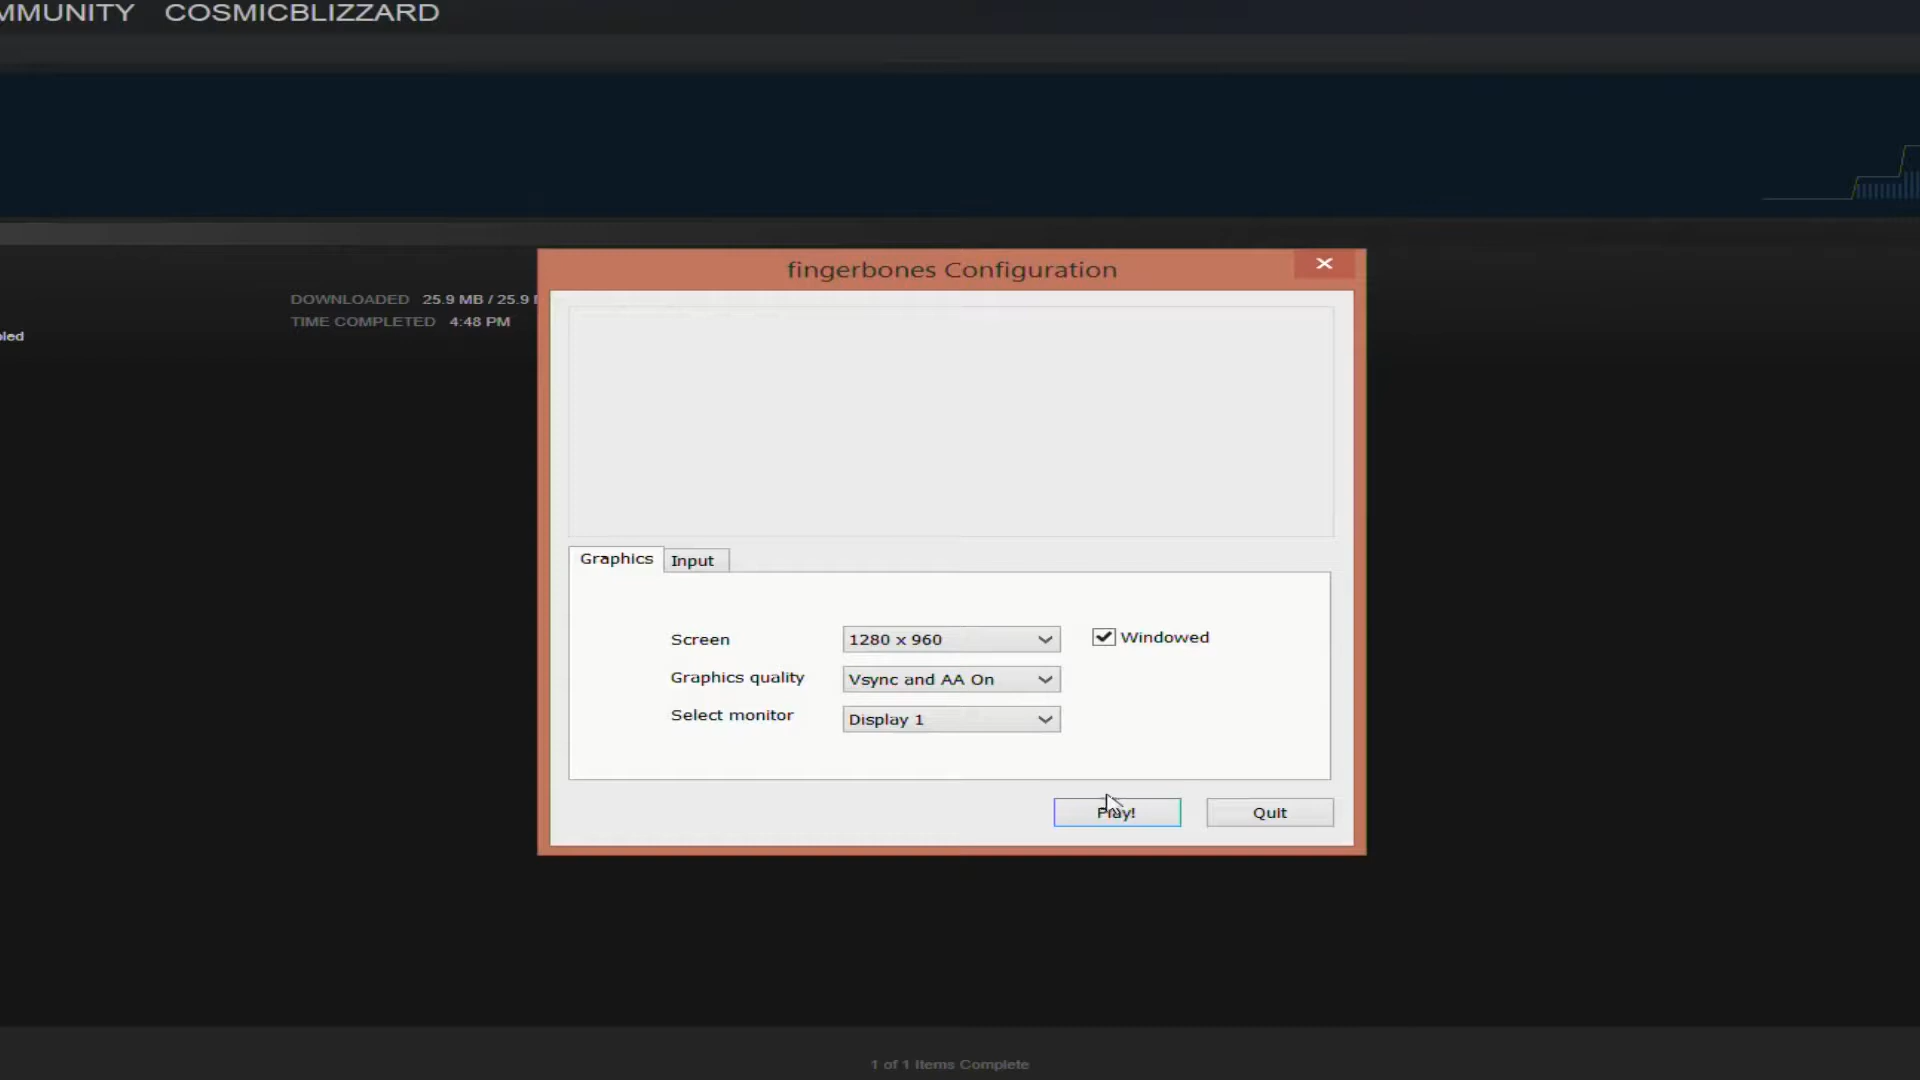 MMUNITY COSMICBLIZZARD
fingerbones Configuration
DOWNLOADED 25.9 MB / 25.9
TIME COMPLETED 4:48 PM
Graphics Input
Screen 1280 x 960 Windowed
Graphics quality Vsync and AA On
Select monitor Display 1
Play! Quit
1 of 1 Items Complete